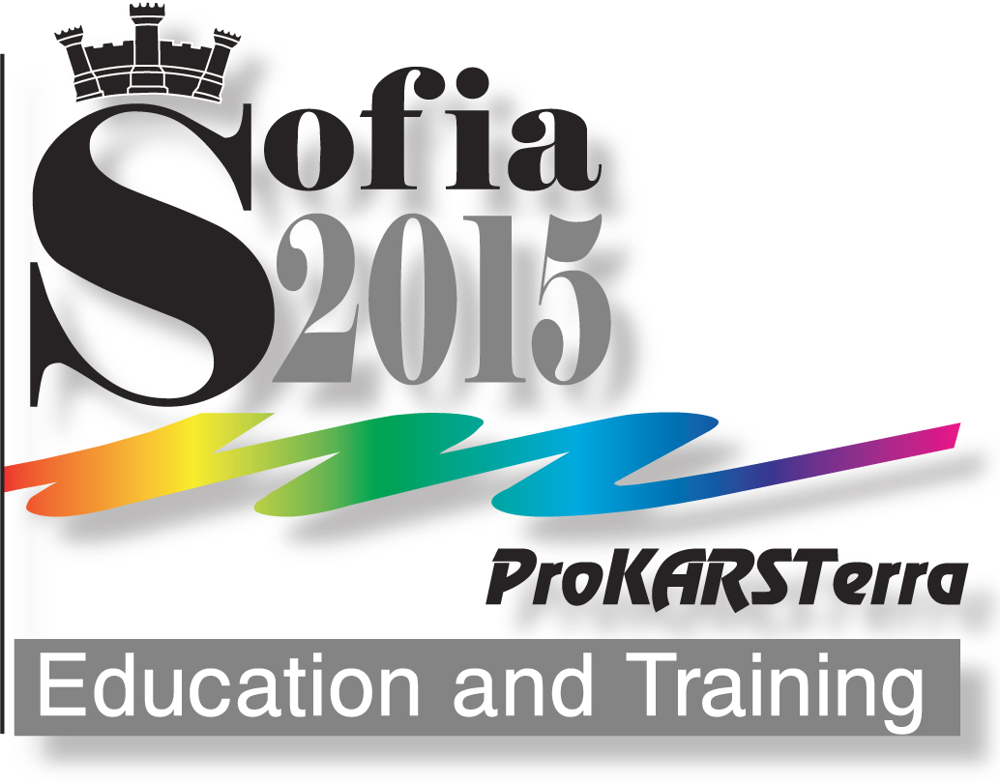 Sofia
2015
ProKARSTerra
Education and Training